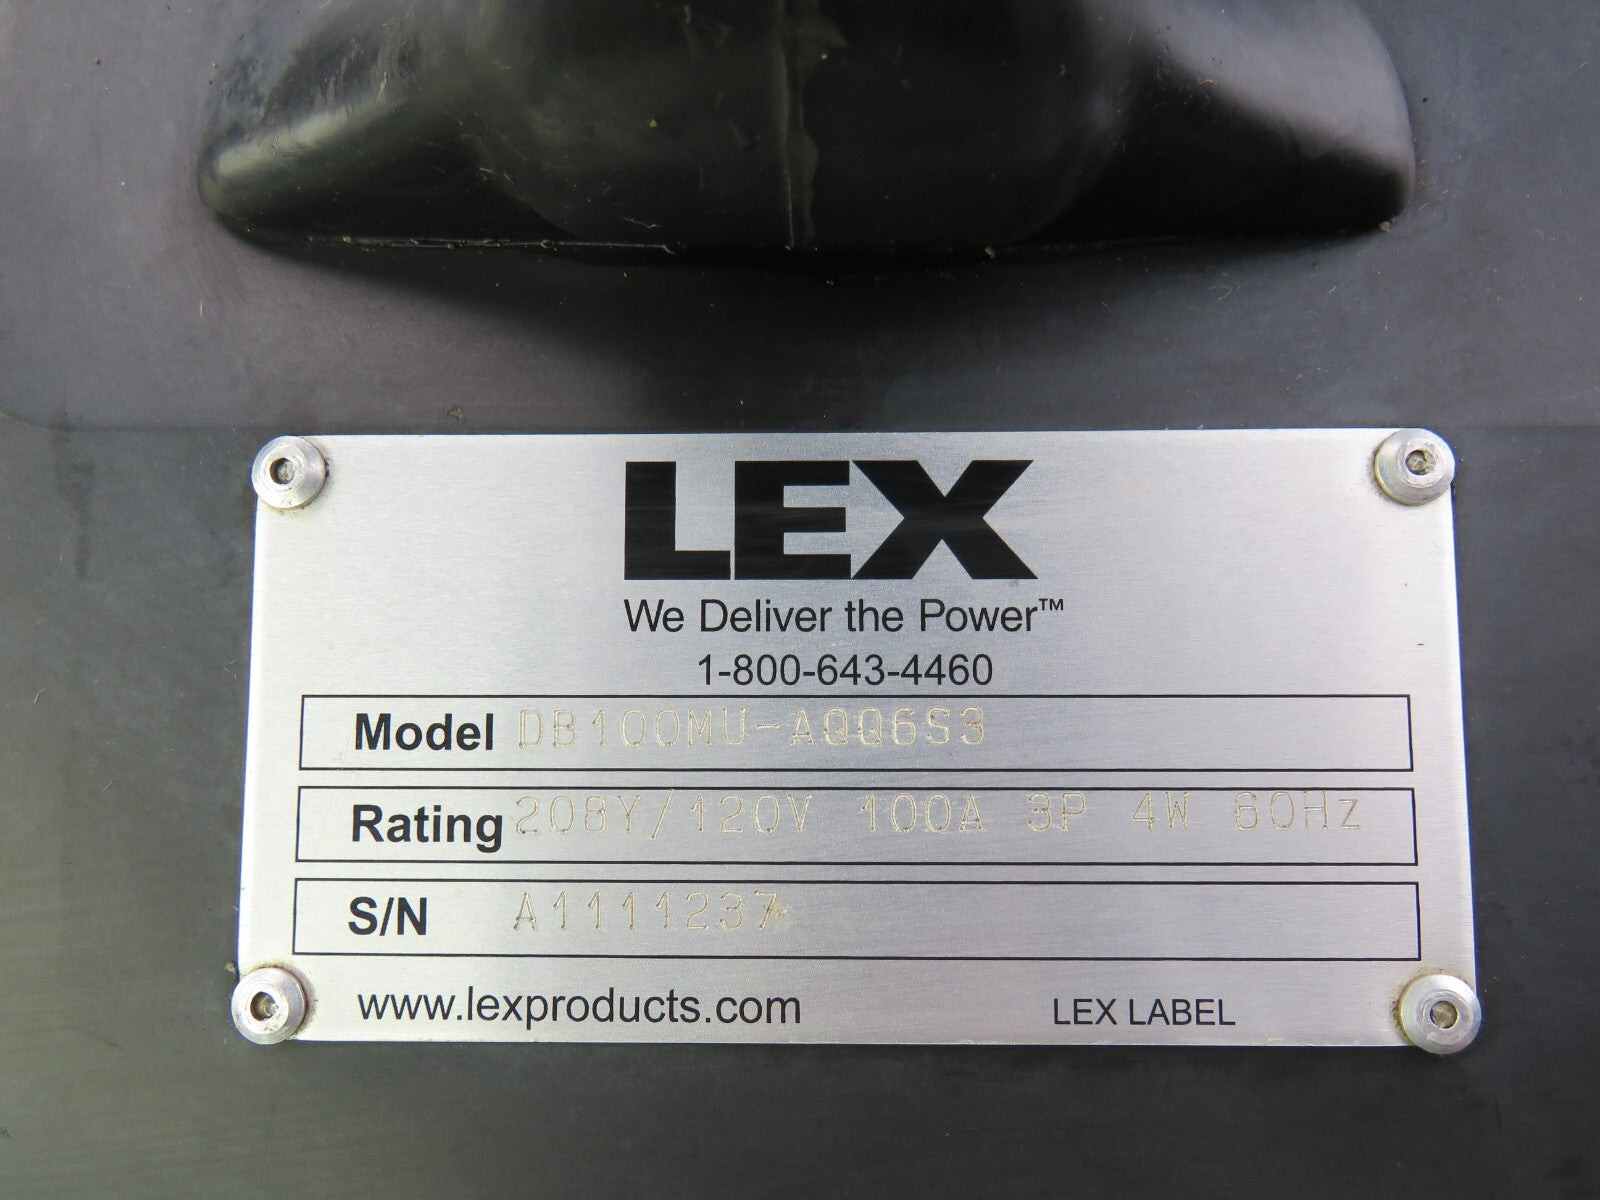 LEX
We Deliver the Power™
1-800-643-4460
Model DB100MU-AQQ6S3
Rating 208Y/120V 100A 3P 4W 60Hz
S/N A1111237
www.lexproducts.com LEX LABEL